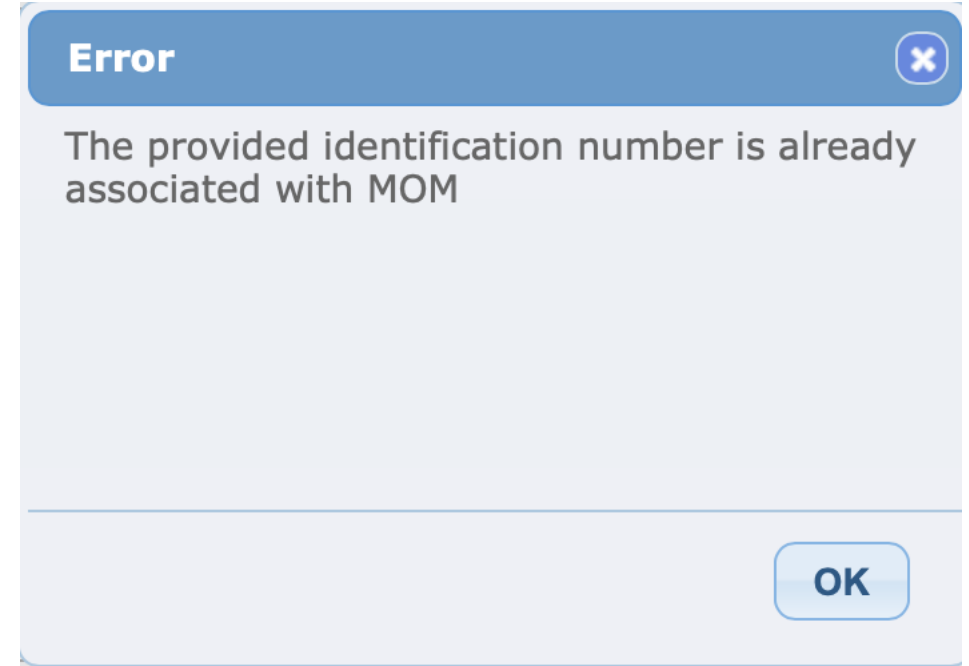 Error
The provided identification number is already
associated with MOM
OK